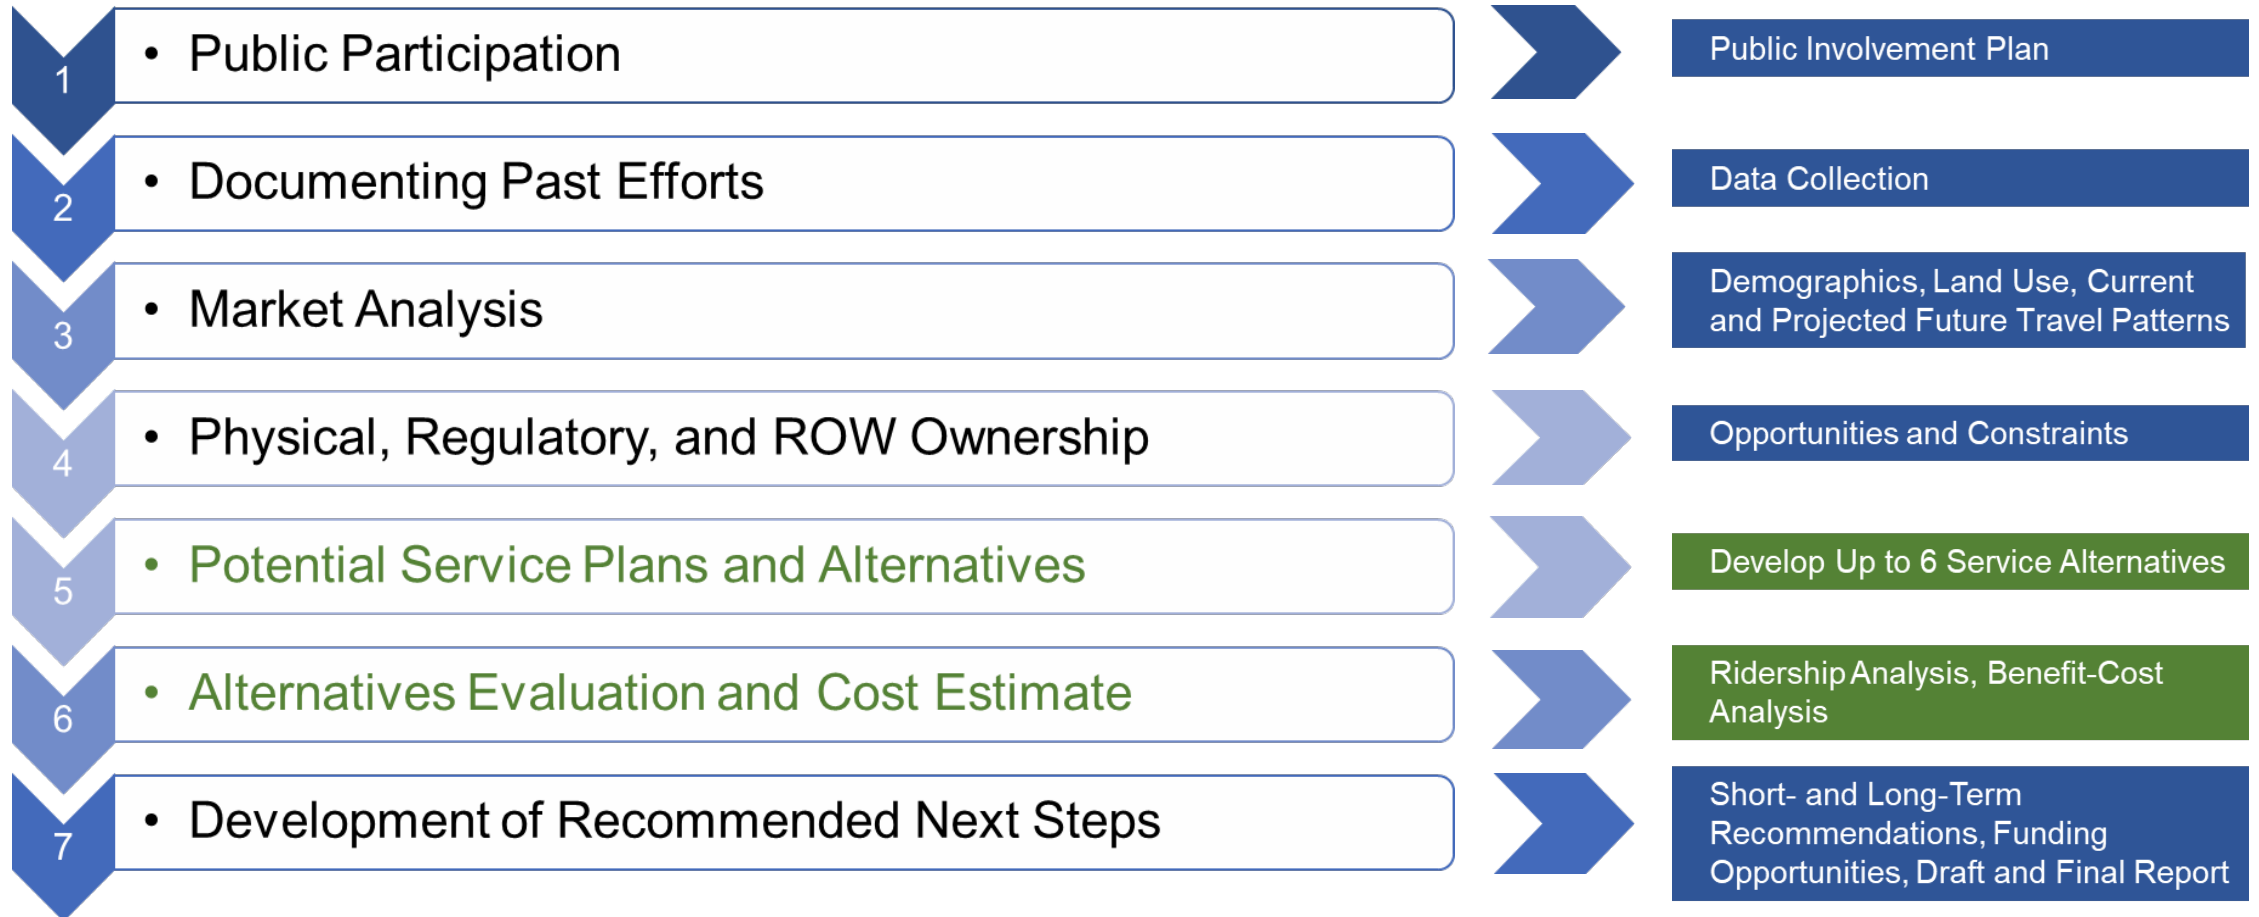 1
• Public Participation
Public Involvement Plan
2
• Documenting Past Efforts
Data Collection
3
• Market Analysis
Demographics, Land Use, Current
and Projected Future Travel Patterns
4
• Physical, Regulatory, and ROW Ownership
Opportunities and Constraints
5
• Potential Service Plans and Alternatives
Develop Up to 6 Service Alternatives
6
• Alternatives Evaluation and Cost Estimate
Ridership Analysis, Benefit-Cost
Analysis
7
• Development of Recommended Next Steps
Short- and Long-Term
Recommendations, Funding
Opportunities, Draft and Final Report